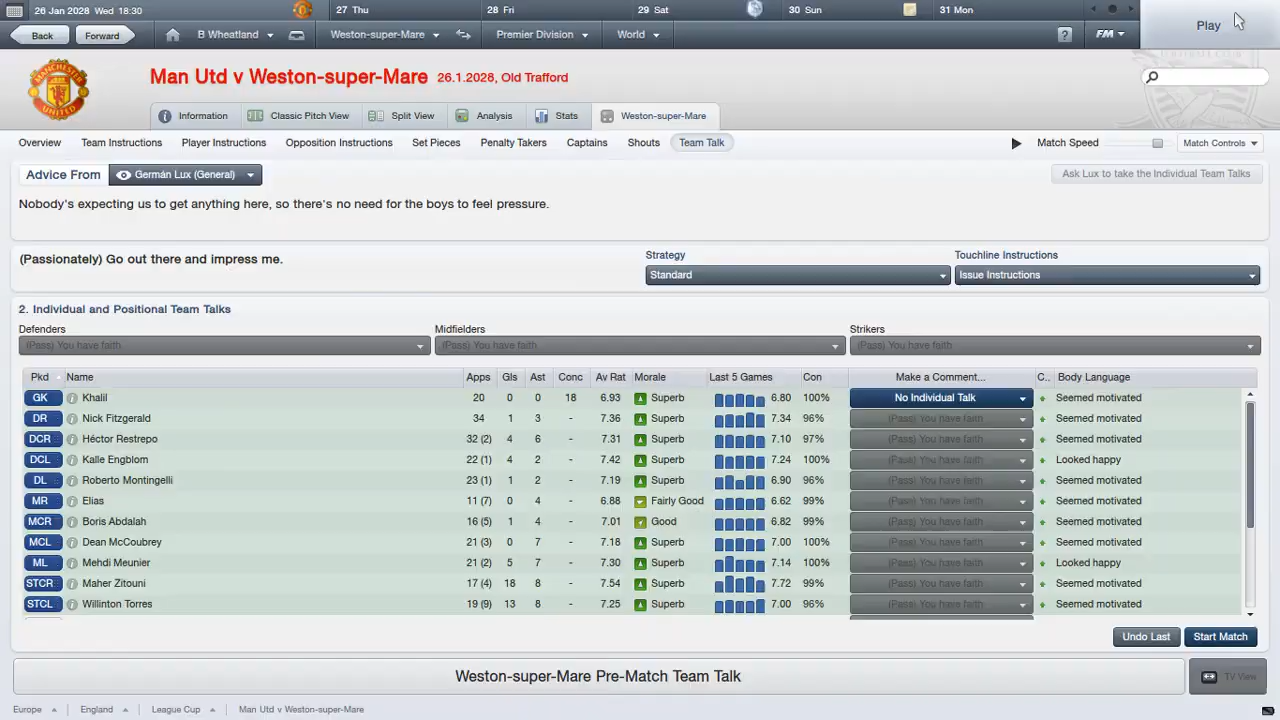 26 Jan 2028 Wed 18:30 27 Thu 28 Fri 29 Sat 30 Sun 31 Mon
Play
Back Forward B Wheatland Weston-super-Mare Premier Division World ? FM
Man Utd v Weston-super-Mare 26.1.2028, Old Trafford
Information Classic Pitch View Split View Analysis Stats Weston-super-Mare
Overview Team Instructions Player Instructions Opposition Instructions Set Pieces Penalty Takers Captains Shouts Team Talk Match Speed Match Controls
Advice From Germán Lux (General) Ask Lux to take the Individual Team Talks
Nobody's expecting us to get anything here, so there's no need for the boys to feel pressure.
(Passionately) Go out there and impress me. Strategy Touchline Instructions
Standard Issue Instructions
2. Individual and Positional Team Talks
Defenders Midfielders Strikers
(Pass) You have faith (Pass) You have faith (Pass) You have faith
Pkd Name Apps Gls Ast Conc Av Rat Morale Last 5 Games Con Make a Comment... C.. Body Language
GK Khalil 20 0 0 18 6.93 Superb 6.80 100% No Individual Talk Seemed motivated
DR Nick Fitzgerald 34 1 3 - 7.36 Superb 7.34 96% (Pass) You have faith Seemed motivated
DCR Héctor Restrepo 32 (2) 4 6 - 7.31 Superb 7.10 97% (Pass) You have faith Seemed motivated
DCL Kalle Engblom 22 (1) 4 2 - 7.42 Superb 7.24 100% (Pass) You have faith Looked happy
DL Roberto Montingelli 23 (1) 1 2 - 7.19 Superb 6.90 96% (Pass) You have faith Seemed motivated
MR Elias 11 (7) 0 4 - 6.88 Fairly Good 6.62 99% (Pass) You have faith Seemed motivated
MCR Boris Abdalah 16 (5) 1 4 - 7.01 Good 6.82 99% (Pass) You have faith Seemed motivated
MCL Dean McCoubrey 21 (3) 0 7 - 7.18 Superb 7.00 100% (Pass) You have faith Seemed motivated
ML Mehdi Meunier 21 (2) 5 7 - 7.30 Superb 7.14 100% (Pass) You have faith Looked happy
STCR Maher Zitouni 17 (4) 18 8 - 7.54 Superb 7.72 99% (Pass) You have faith Seemed motivated
STCL Willinton Torres 19 (9) 13 8 - 7.25 Superb 7.00 96% (Pass) You have faith Seemed motivated
Undo Last Start Match
Weston-super-Mare Pre-Match Team Talk TV View
Europe England League Cup Man Utd v Weston-super-Mare